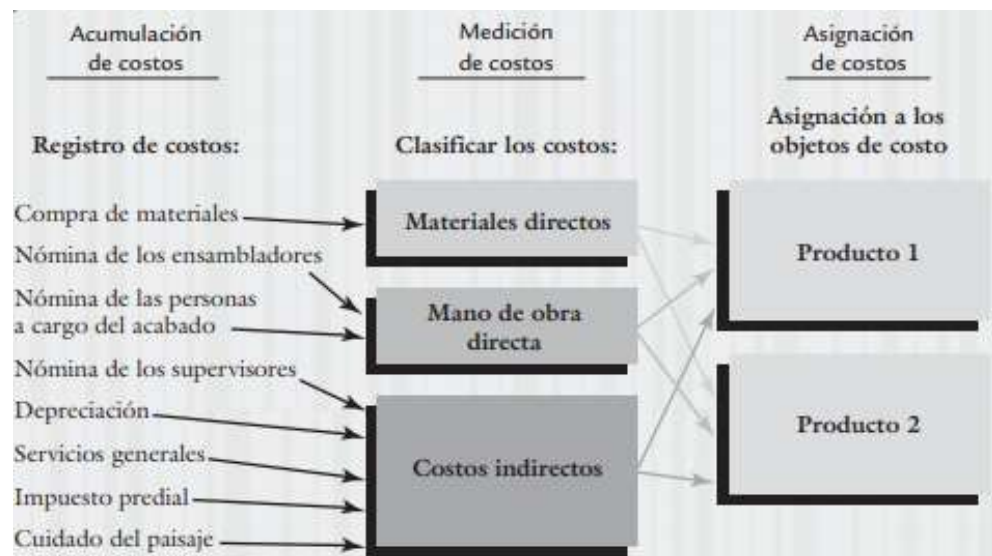 Acumulación
de costos
Medición
de costos
Asignación
de costos
Registro de costos:
Clasificar los costos:
Asignación a los
objetos de costo
Compra de materiales
Nómina de los ensambladores
Nómina de las personas
a cargo del acabado
Nómina de los supervisores
Depreciación
Servicios generales
Impuesto predial
Cuidado del paisaje
Materiales directos
Mano de obra
directa
Costos indirectos
Producto 1
Producto 2